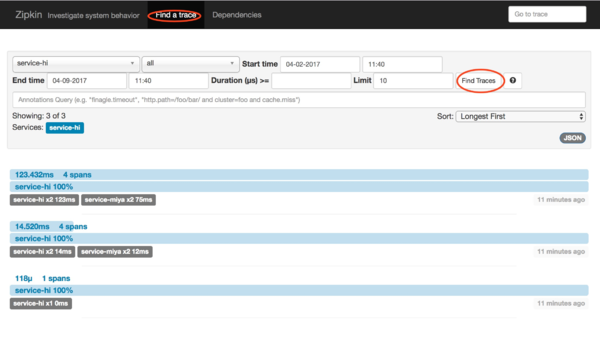 Zipkin Investigate system behavior Find a trace Dependencies Go to trace
service-hi all Start time 04-02-2017 11:40
End time 04-09-2017 11:40 Duration (μs) >= Limit 10 Find Traces
Annotations Query (e.g. "finagle.timeout", "http.path=/foo/bar/ and cluster=foo and cache.miss")
Showing: 3 of 3 Sort: Longest First
Services: service-hi
JSON
123.432ms 4 spans
service-hi 100%
service-hi x2 123ms service-miya x2 75ms 11 minutes ago
14.520ms 4 spans
service-hi 100%
service-hi x2 14ms service-miya x2 12ms 11 minutes ago
118μ 1 spans
service-hi 100%
service-hi x1 0ms 11 minutes ago